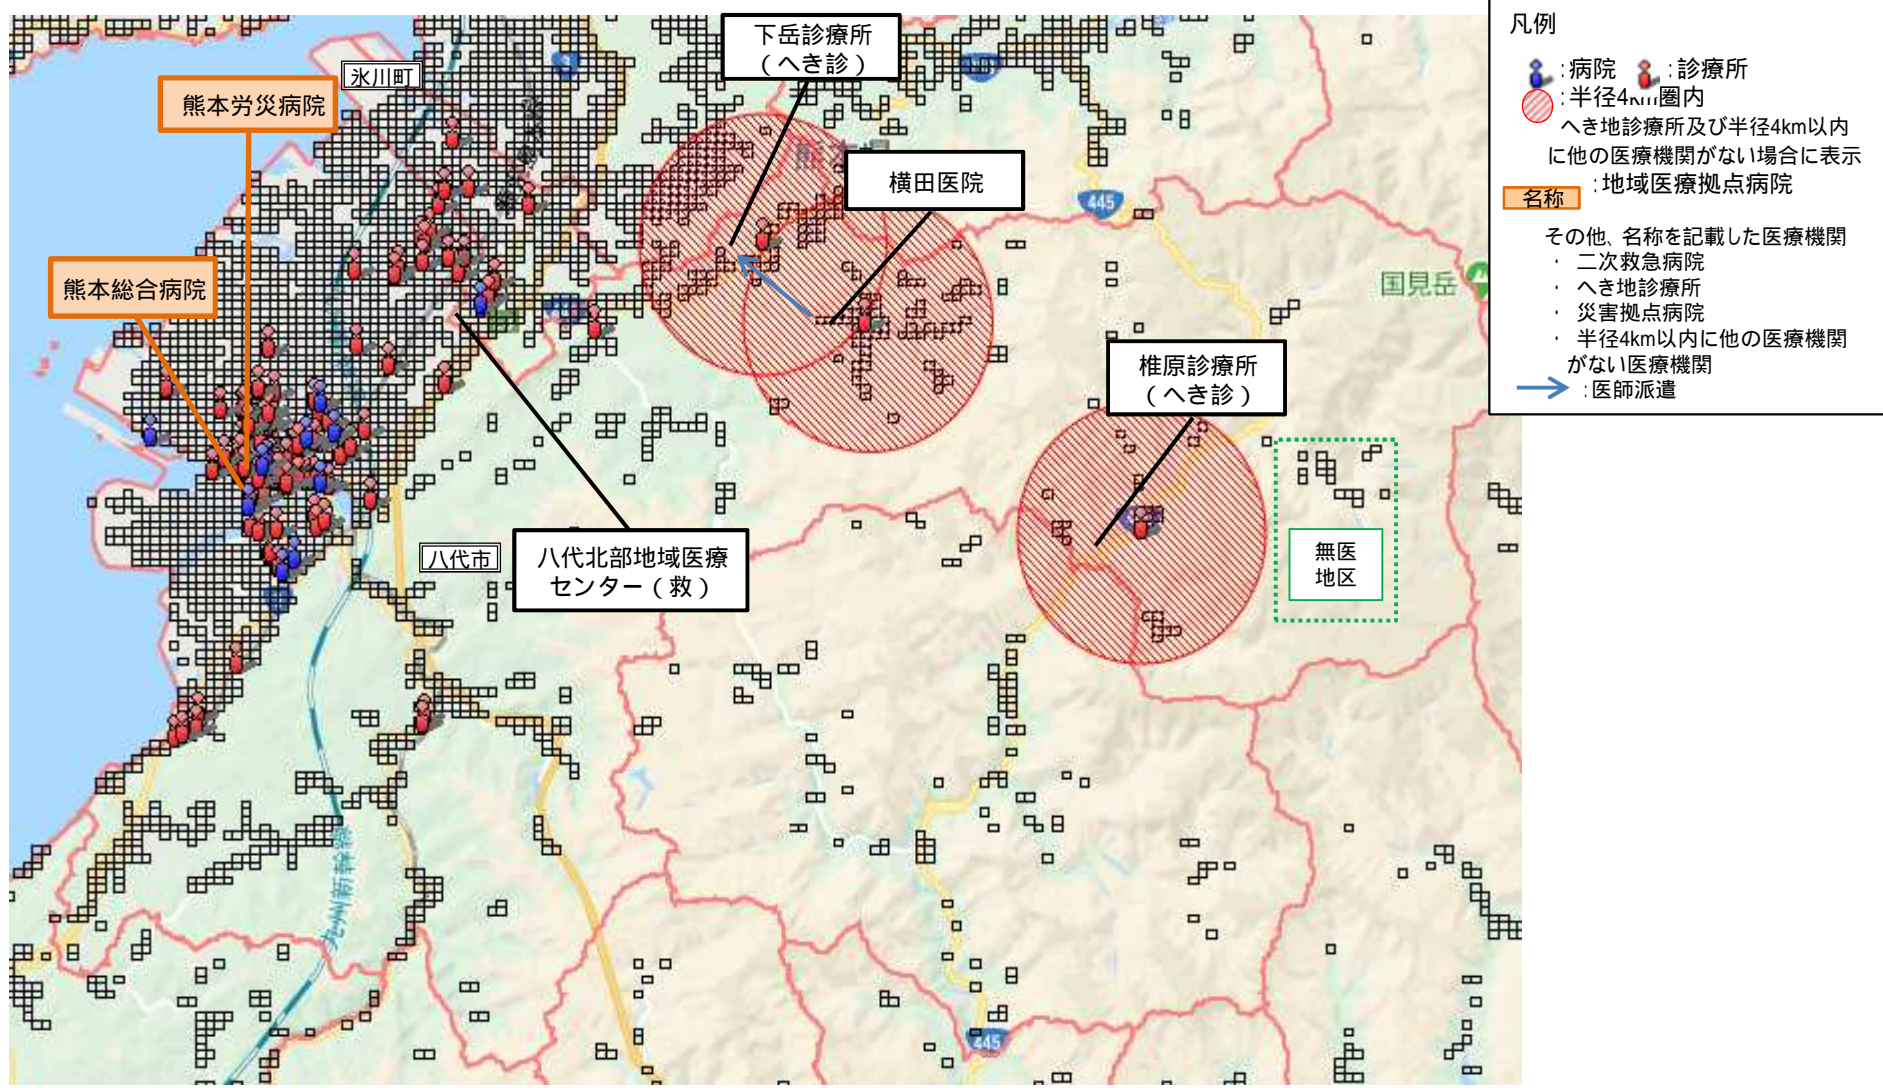 下岳診療所
（へき診）
氷川町
熊本労災病院
横田医院
445
熊本総合病院
国見岳
椎原診療所
（へき診）
八代市
八代北部地域医療
センター（救）
無医
地区
九州新幹線
445
凡例
:病院 :診療所
:半径4km圏内
へき地診療所及び半径4km以内
に他の医療機関がない場合に表示
名称 :地域医療拠点病院
その他、名称を記載した医療機関
・ 二次救急病院
・ へき地診療所
・ 災害拠点病院
・ 半径4km以内に他の医療機関
がない医療機関
:医師派遣